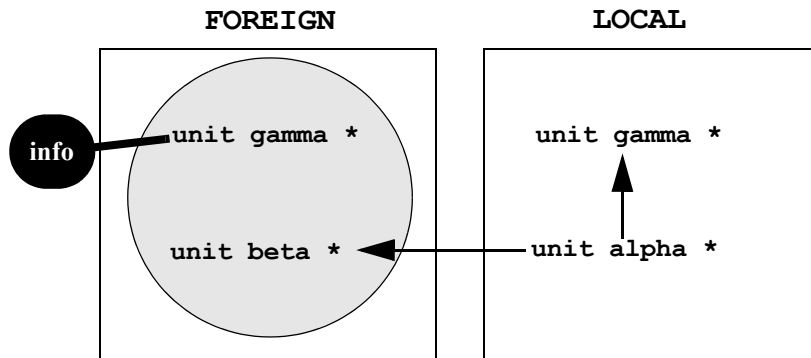 FOREIGN LOCAL
info
unit gamma * unit gamma *
unit beta * unit alpha *